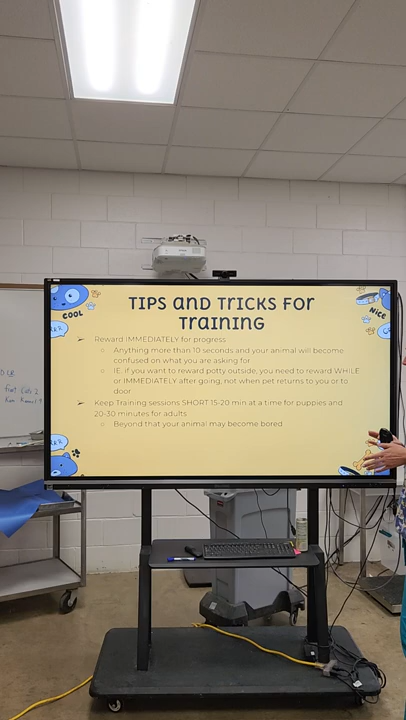 TIPS AND TRICKS FOR
TRAINING
COOL
NICE
Reward IMMEDIATELY for progress
Anything more than 10 seconds and your animal will become
confused on what you are asking for
IE. if you want to reward potty outside, you need to reward WHILE
or IMMEDIATELY after going, not when pet returns to you or to
door
Keep Training sessions SHORT 15-20 min at a time for puppies and
20-30 minutes for adults
Beyond that your animal may become bored